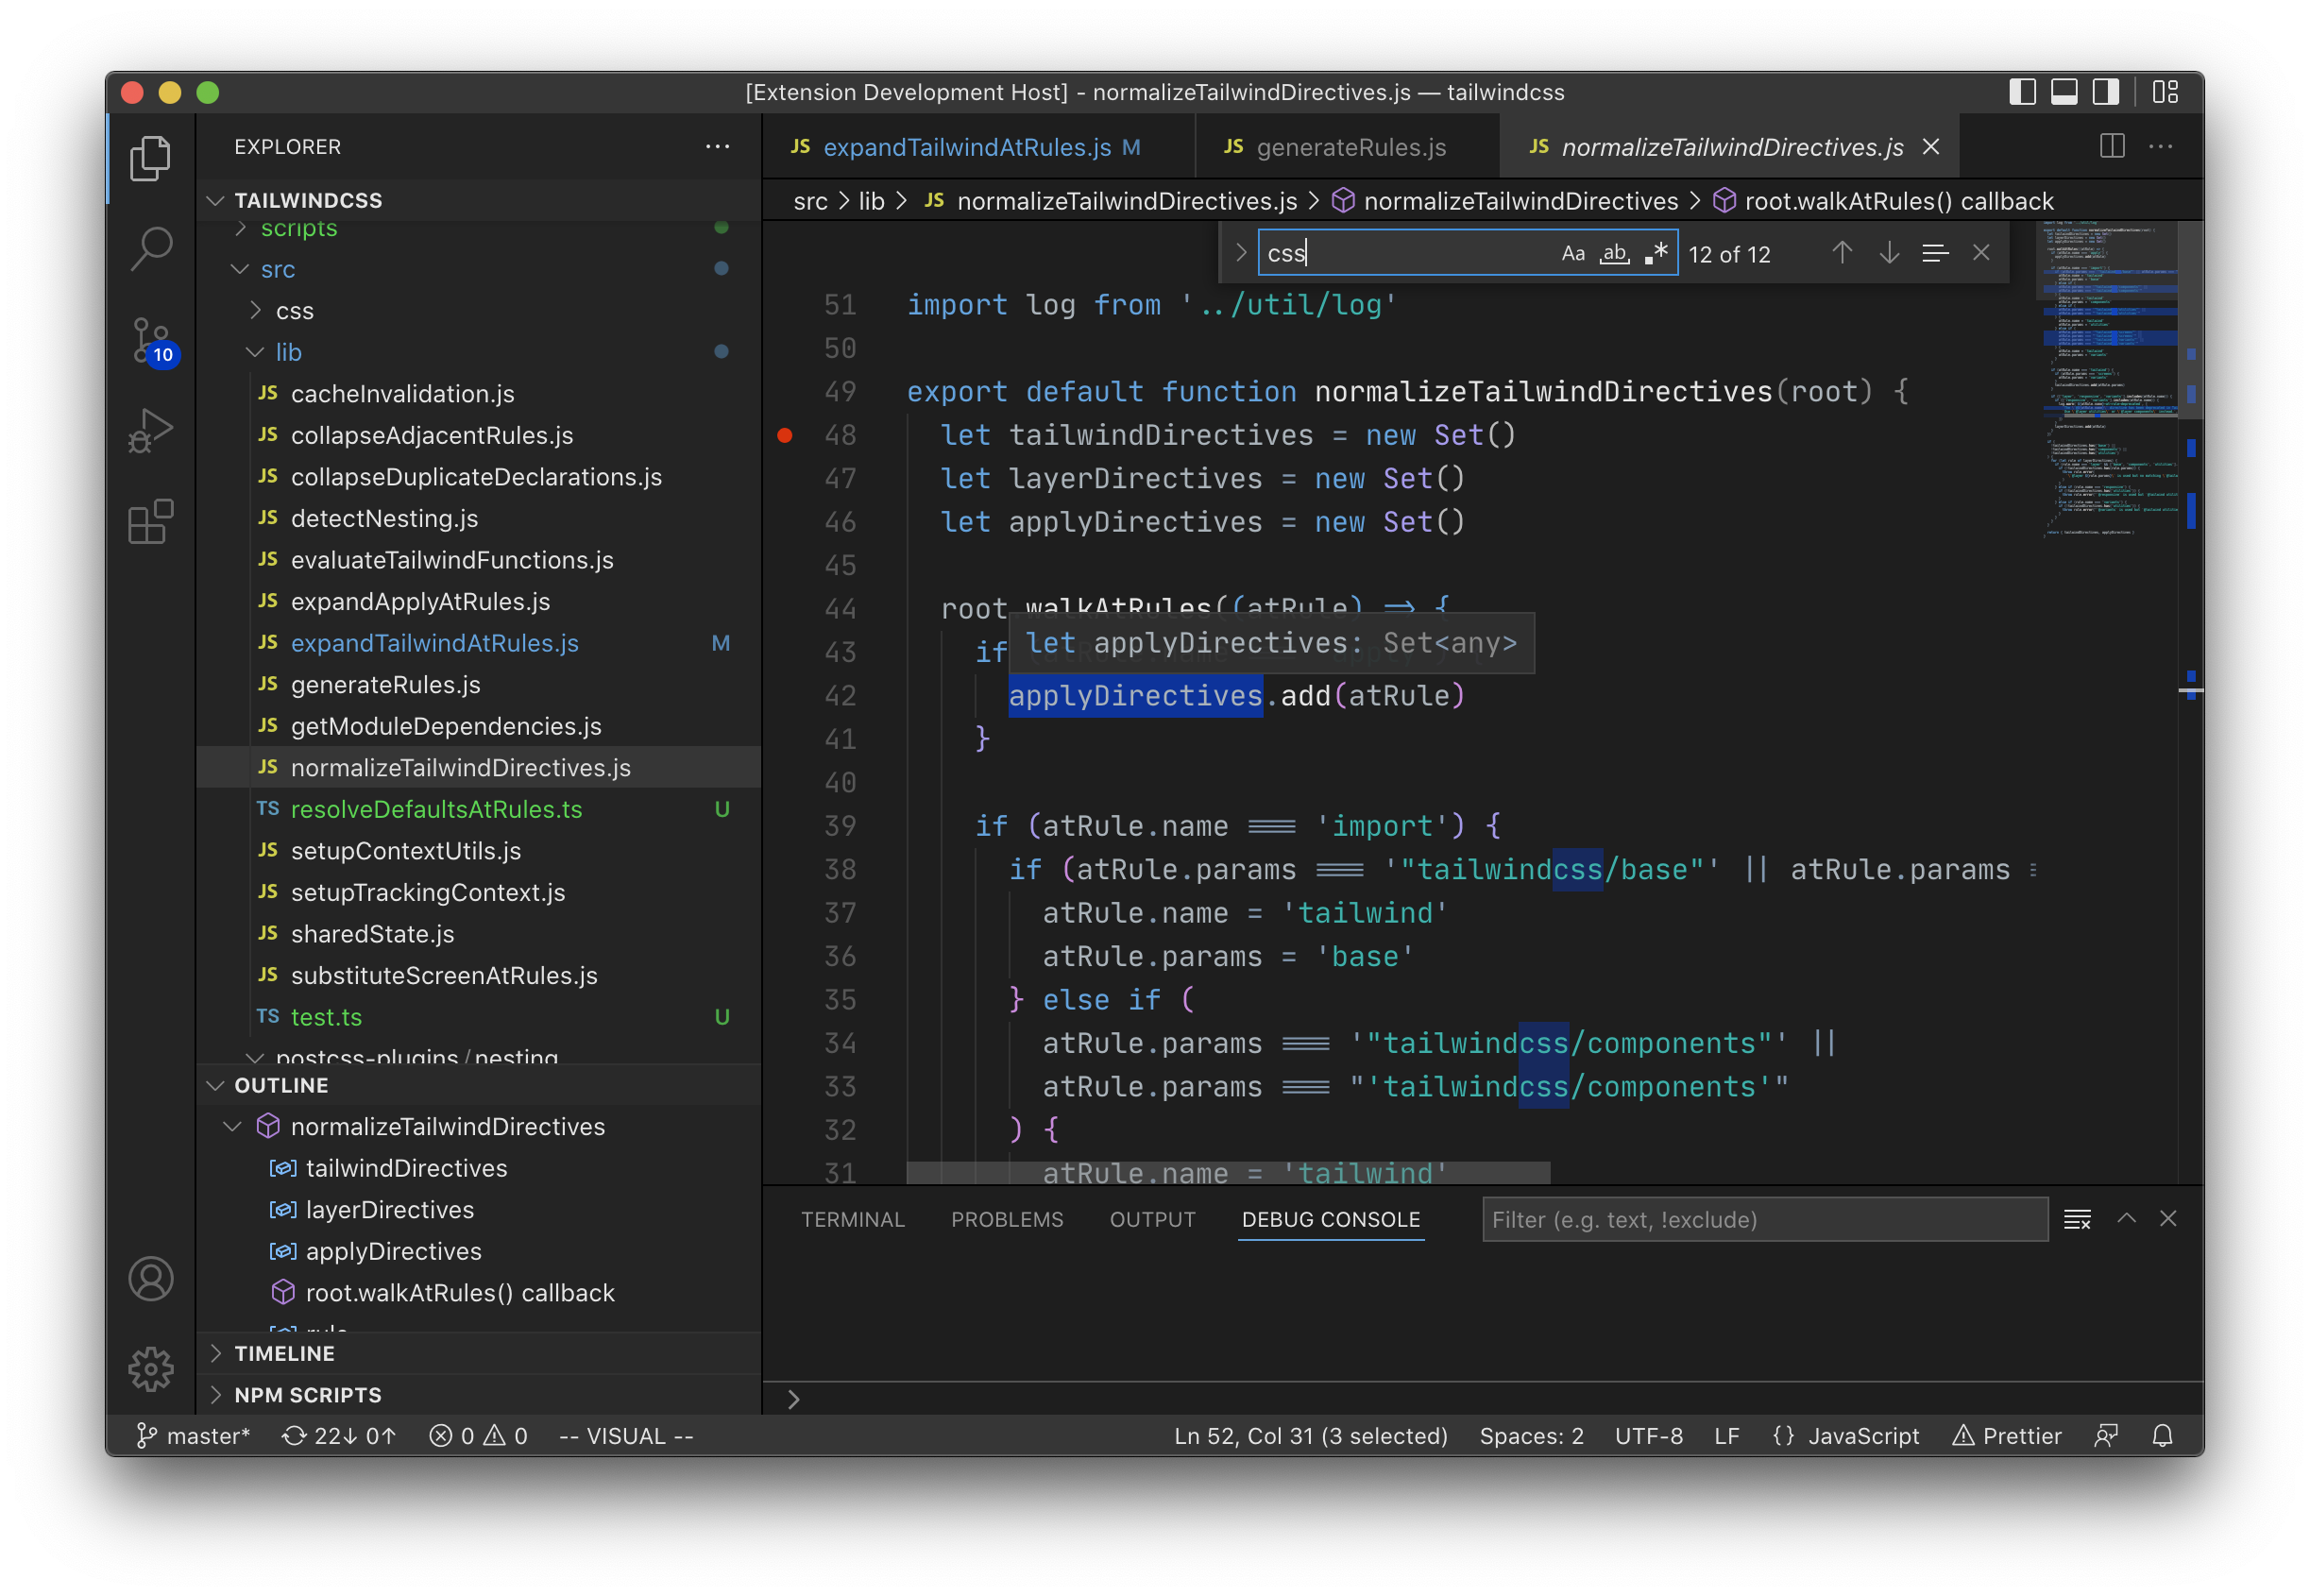 [Extension Development Host] - normalizeTailwindDirectives.js — tailwindcss
EXPLORER
TAILWINDCSS
scripts
src
css
lib
JS cacheInvalidation.js
JS collapseAdjacentRules.js
JS collapseDuplicateDeclarations.js
JS detectNesting.js
JS evaluateTailwindFunctions.js
JS expandApplyAtRules.js
JS expandTailwindAtRules.js M
JS generateRules.js
JS getModuleDependencies.js
JS normalizeTailwindDirectives.js
TS resolveDefaultsAtRules.ts U
JS setupContextUtils.js
JS setupTrackingContext.js
JS sharedState.js
JS substituteScreenAtRules.js
TS test.ts U
postcss-plugins / nesting
OUTLINE
normalizeTailwindDirectives
tailwindDirectives
layerDirectives
applyDirectives
root.walkAtRules() callback
rule
TIMELINE
NPM SCRIPTS
10
JS expandTailwindAtRules.js M
JS generateRules.js
JS normalizeTailwindDirectives.js
src > lib > JS normalizeTailwindDirectives.js > normalizeTailwindDirectives > root.walkAtRules() callback
css Aa ab .* 12 of 12
51 import log from '../util/log'
50
49 export default function normalizeTailwindDirectives(root) {
48 let tailwindDirectives = new Set()
47 let layerDirectives = new Set()
46 let applyDirectives = new Set()
45
44 root.walkAtRules((atRule) => {
let applyDirectives: Set<any>
43 if
42 applyDirectives.add(atRule)
41 }
40
39 if (atRule.name === 'import') {
38 if (atRule.params === '"tailwindcss/base"' || atRule.params =
37 atRule.name = 'tailwind'
36 atRule.params = 'base'
35 } else if (
34 atRule.params === '"tailwindcss/components"' ||
33 atRule.params === "'tailwindcss/components'"
32 ) {
31 atRule.name = 'tailwind'
TERMINAL PROBLEMS OUTPUT DEBUG CONSOLE
Filter (e.g. text, !exclude)
master* 22↓ 0↑ 0 0 -- VISUAL --
Ln 52, Col 31 (3 selected) Spaces: 2 UTF-8 LF {} JavaScript Prettier